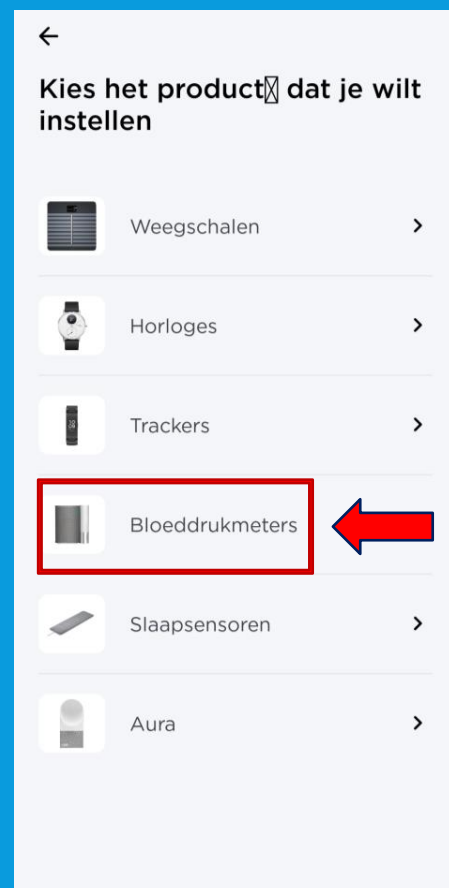 Kies het product dat je wilt
instellen
Weegschalen
Horloges
Trackers
Bloeddrukmeters
Slaapsensoren
Aura